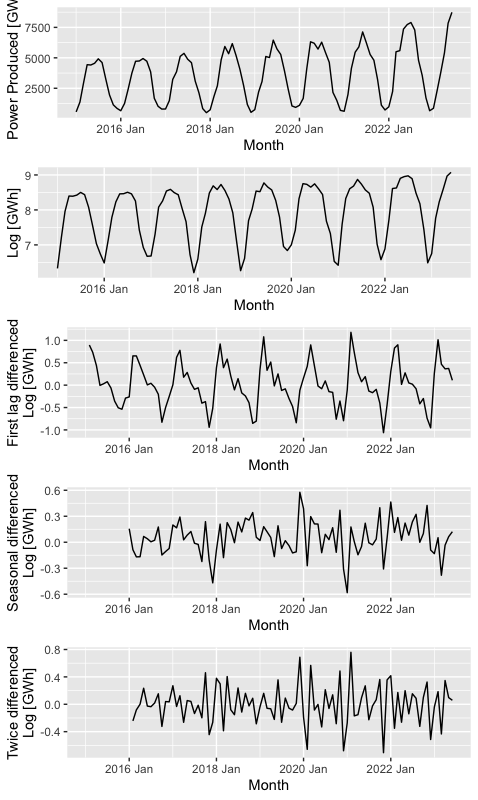 Power Produced [GW
7500
5000
2500
2016 Jan 2018 Jan 2020 Jan 2022 Jan
Month
Log [GWh]
9
8
7
2016 Jan 2018 Jan 2020 Jan 2022 Jan
Month
First lag differenced
Log [GWh]
1.0
0.5
0.0
-0.5
-1.0
2016 Jan 2018 Jan 2020 Jan 2022 Jan
Month
Seasonal differenced
Log [GWh]
0.6
0.3
0.0
-0.3
-0.6
2016 Jan 2018 Jan 2020 Jan 2022 Jan
Month
Twice differenced
Log [GWh]
0.8
0.4
0.0
-0.4
2016 Jan 2018 Jan 2020 Jan 2022 Jan
Month